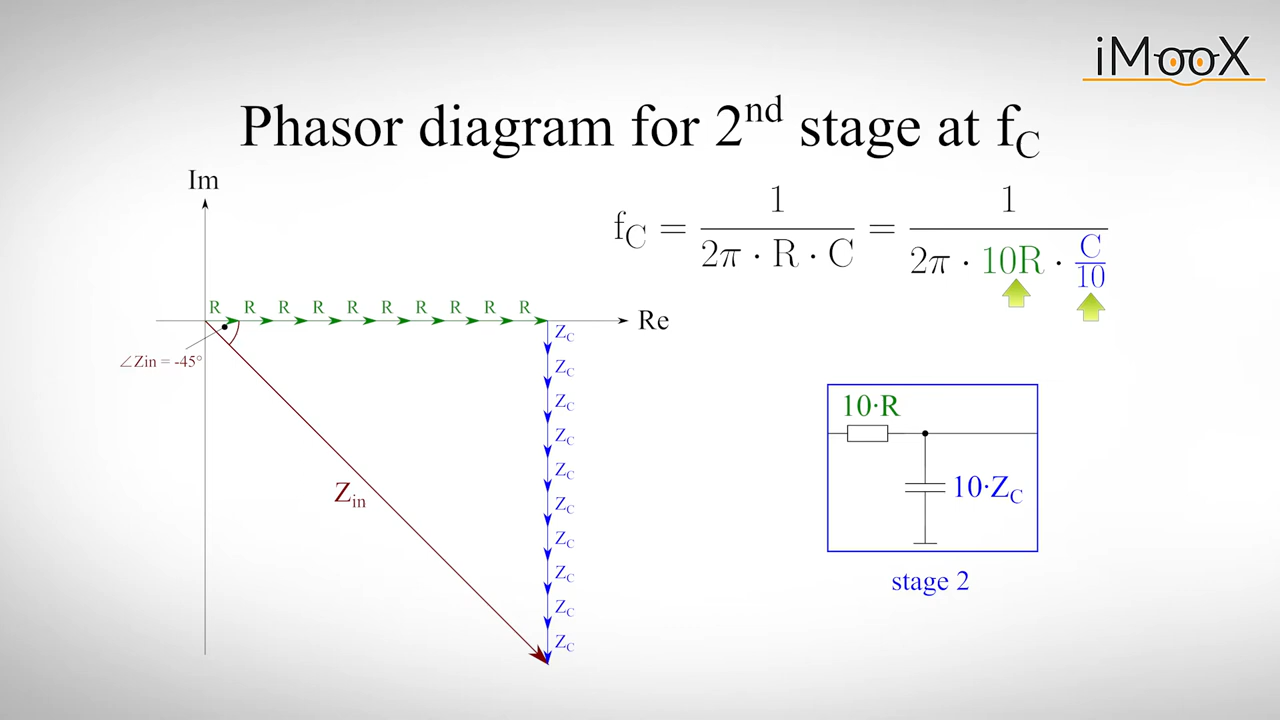 iMooX
Phasor diagram for 2nd stage at fC
Im
fC = 1 / (2π · R · C) = 1 / (2π · 10R · C/10)
R R R R R R R R R R
Re
∠Zin = -45°
ZC
ZC
ZC
ZC
ZC
ZC
ZC
ZC
ZC
ZC
Zin
10·R
10·ZC
stage 2